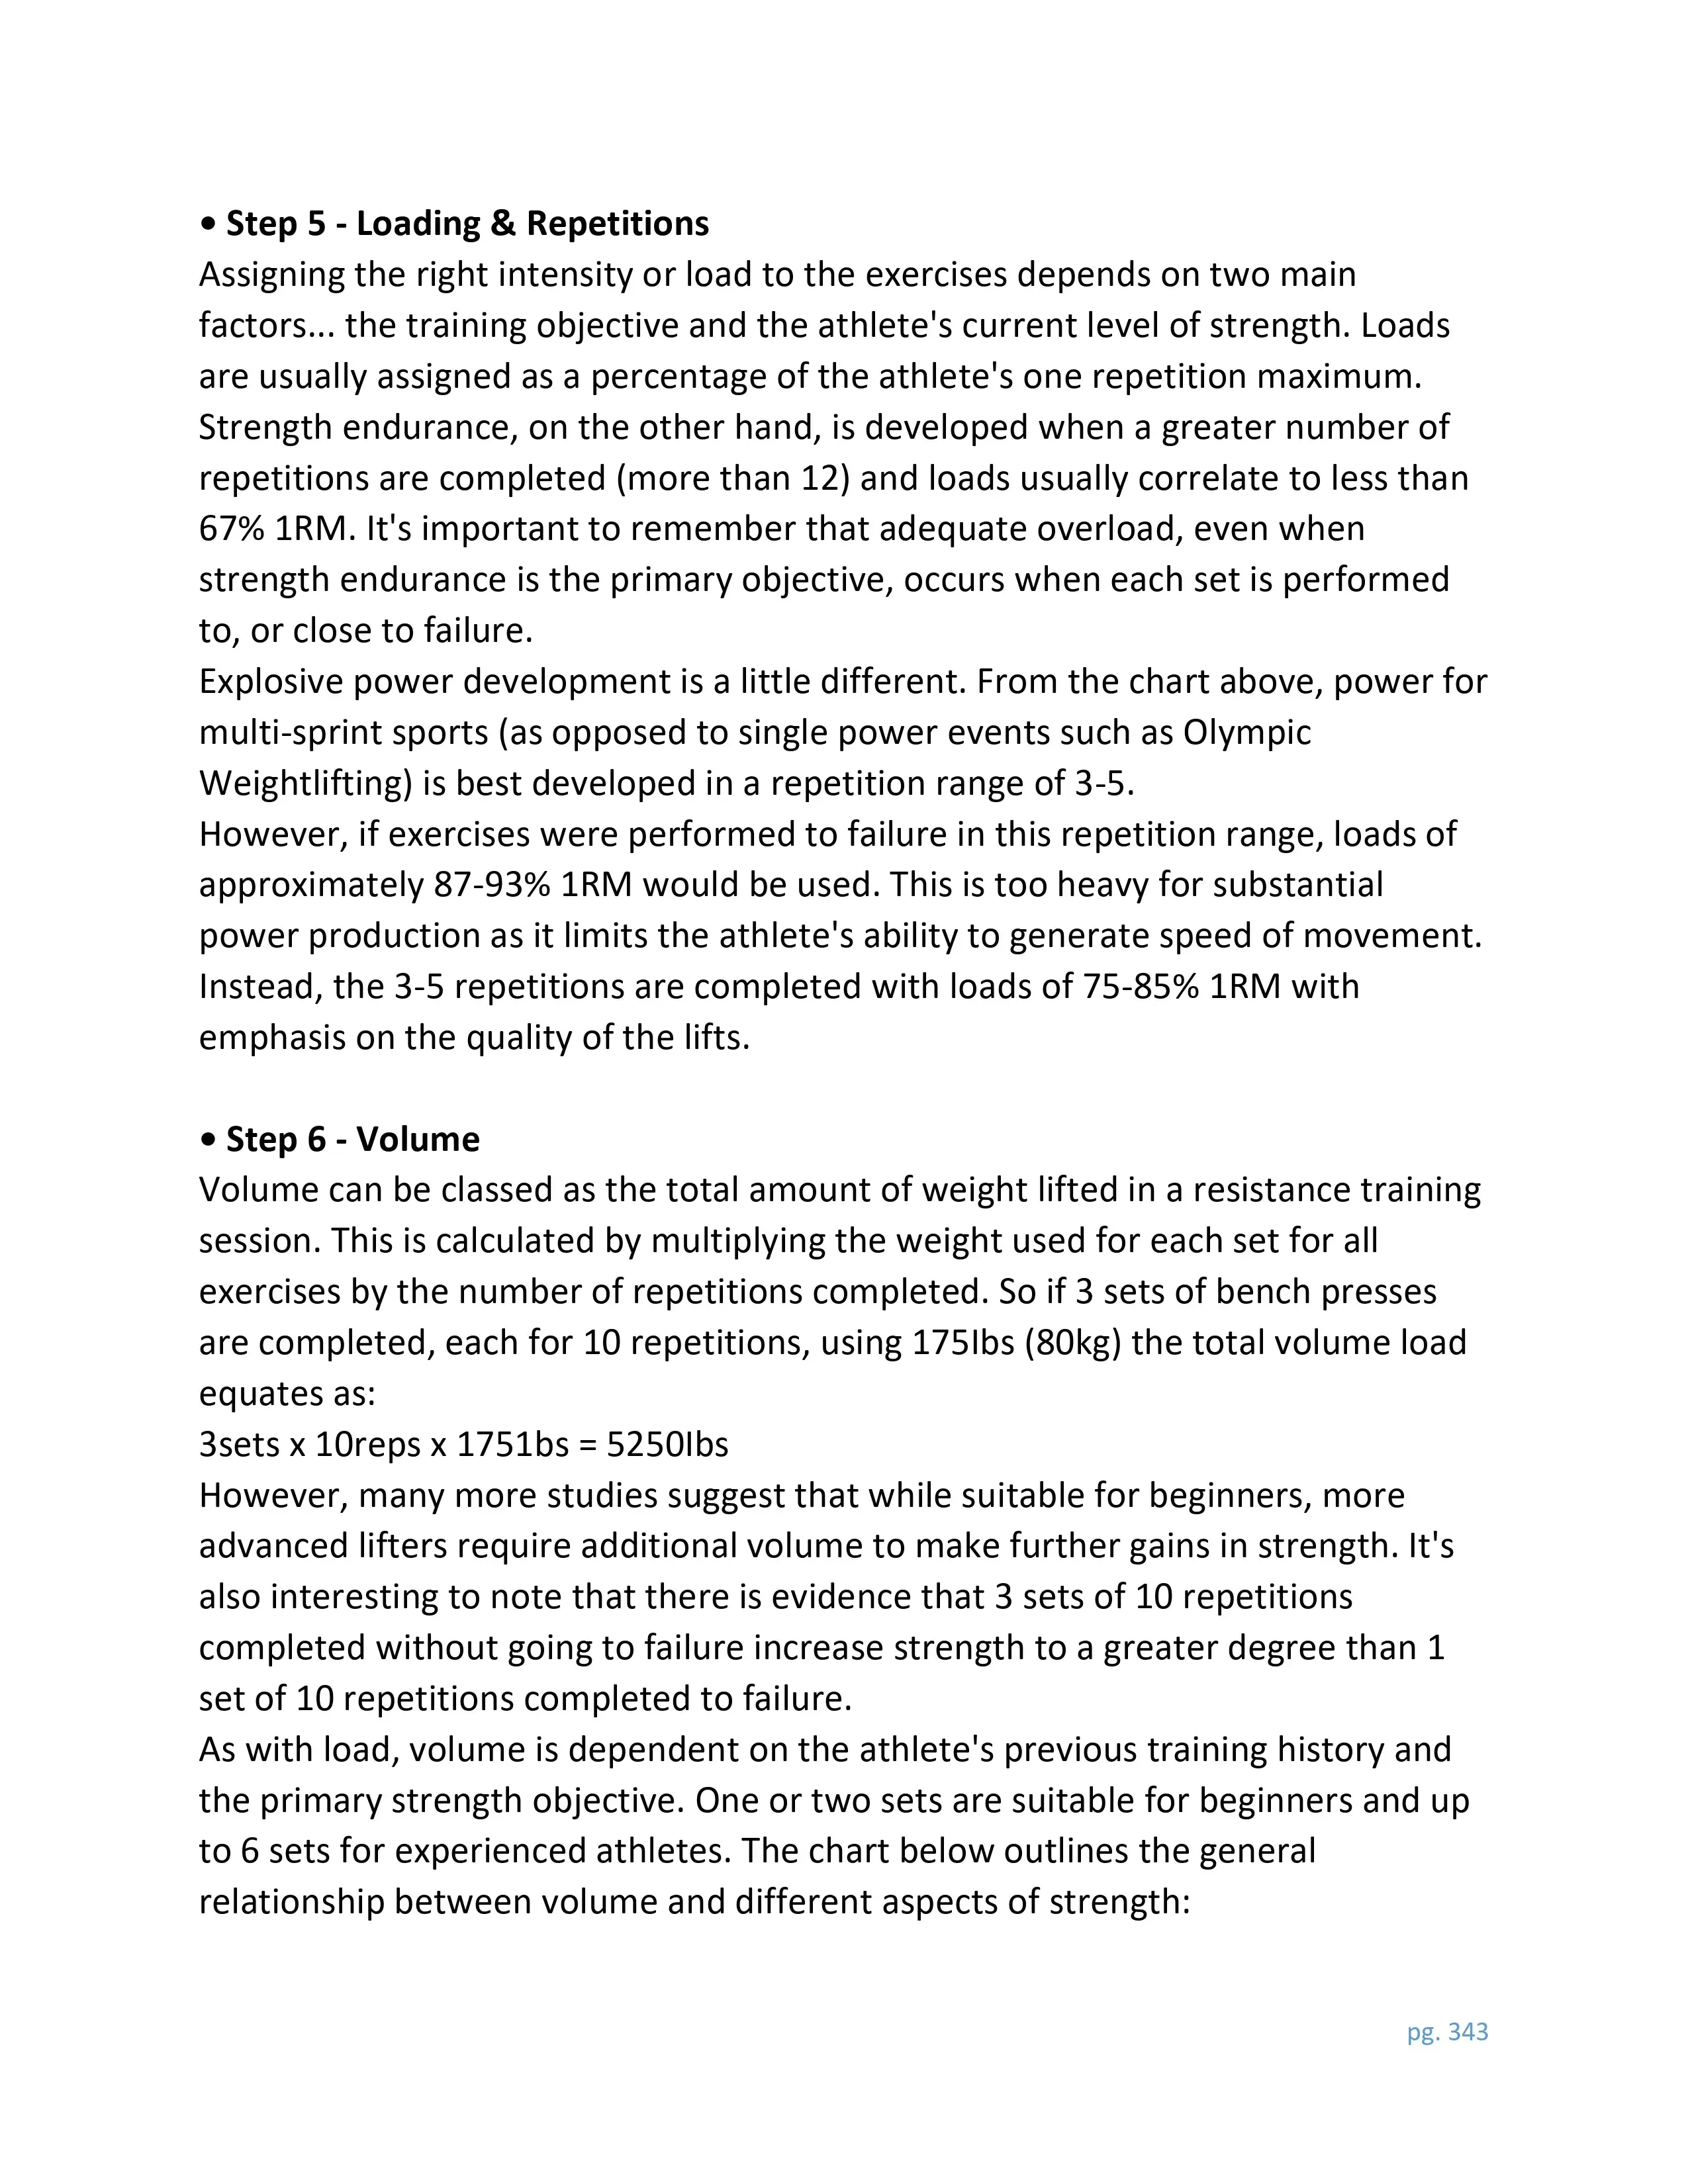 • Step 5 - Loading & Repetitions
Assigning the right intensity or load to the exercises depends on two main
factors... the training objective and the athlete's current level of strength. Loads
are usually assigned as a percentage of the athlete's one repetition maximum.
Strength endurance, on the other hand, is developed when a greater number of
repetitions are completed (more than 12) and loads usually correlate to less than
67% 1RM. It's important to remember that adequate overload, even when
strength endurance is the primary objective, occurs when each set is performed
to, or close to failure.
Explosive power development is a little different. From the chart above, power for
multi-sprint sports (as opposed to single power events such as Olympic
Weightlifting) is best developed in a repetition range of 3-5.
However, if exercises were performed to failure in this repetition range, loads of
approximately 87-93% 1RM would be used. This is too heavy for substantial
power production as it limits the athlete's ability to generate speed of movement.
Instead, the 3-5 repetitions are completed with loads of 75-85% 1RM with
emphasis on the quality of the lifts.
• Step 6 - Volume
Volume can be classed as the total amount of weight lifted in a resistance training
session. This is calculated by multiplying the weight used for each set for all
exercises by the number of repetitions completed. So if 3 sets of bench presses
are completed, each for 10 repetitions, using 175Ibs (80kg) the total volume load
equates as:
3sets x 10reps x 1751bs = 5250Ibs
However, many more studies suggest that while suitable for beginners, more
advanced lifters require additional volume to make further gains in strength. It's
also interesting to note that there is evidence that 3 sets of 10 repetitions
completed without going to failure increase strength to a greater degree than 1
set of 10 repetitions completed to failure.
As with load, volume is dependent on the athlete's previous training history and
the primary strength objective. One or two sets are suitable for beginners and up
to 6 sets for experienced athletes. The chart below outlines the general
relationship between volume and different aspects of strength:
pg. 343